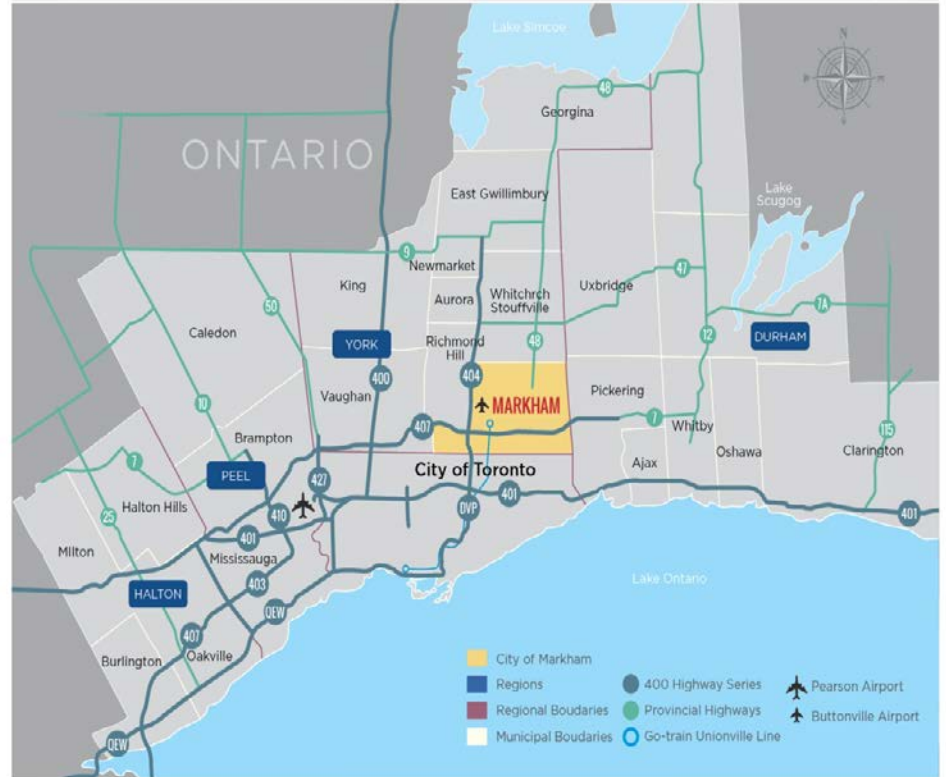 Lake Simcoe
N
48
Georgina
ONTARIO
East Gwillimbury
Lake
Scugog
9
Newmarket
King
47
Uxbridge
50
Aurora
Whitchrch
Stouffville
7A
Caledon
YORK
Richmond
Hill
48
12
DURHAM
400
404
Vaughan
MARKHAM
Pickering
10
407
7
Whitby
115
Brampton
City of Toronto
Ajax
Oshawa
Clarington
7
PEEL
427
401
DVP
25
Halton Hills
410
401
401
Milton
Mississauga
403
Lake Ontario
HALTON
QEW
407
Burlington
Oakville
QEW
City of Markham
Regions
400 Highway Series
Pearson Airport
Regional Boudaries
Provincial Highways
Buttonville Airport
Municipal Boudaries
Go-train Unionville Line